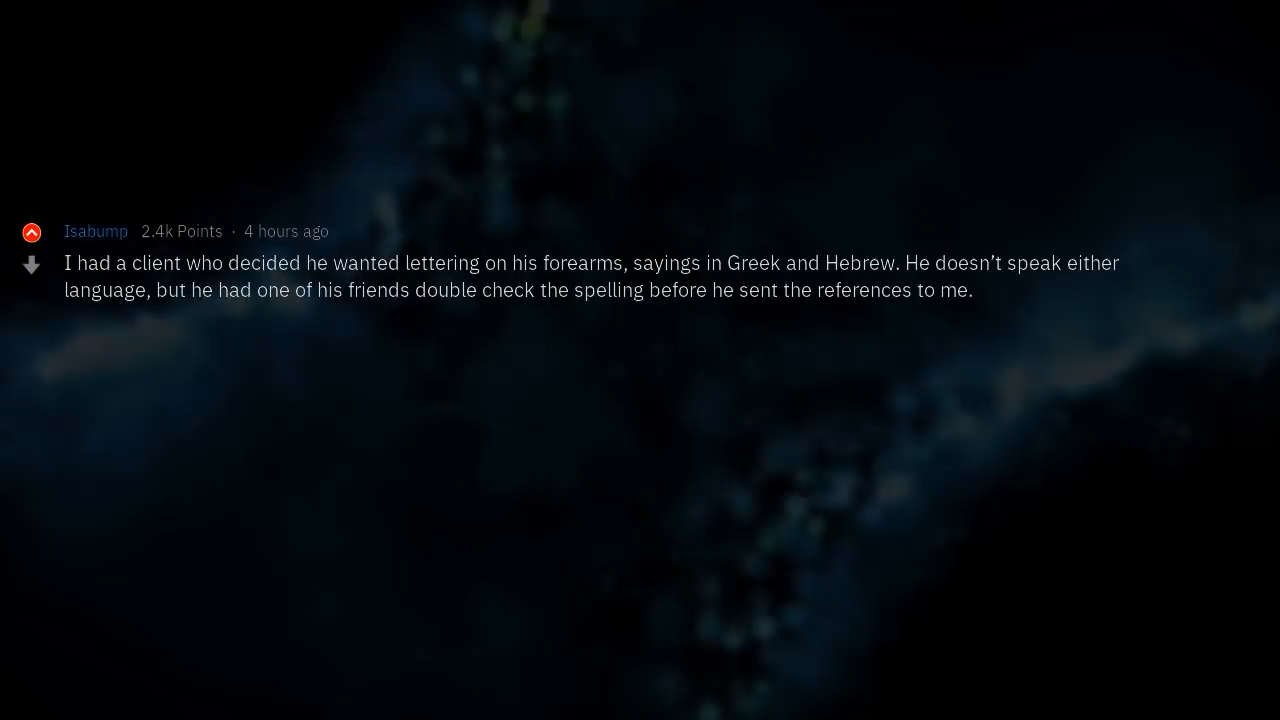 Isabump 2.4k Points · 4 hours ago
I had a client who decided he wanted lettering on his forearms, sayings in Greek and Hebrew. He doesn’t speak either
language, but he had one of his friends double check the spelling before he sent the references to me.